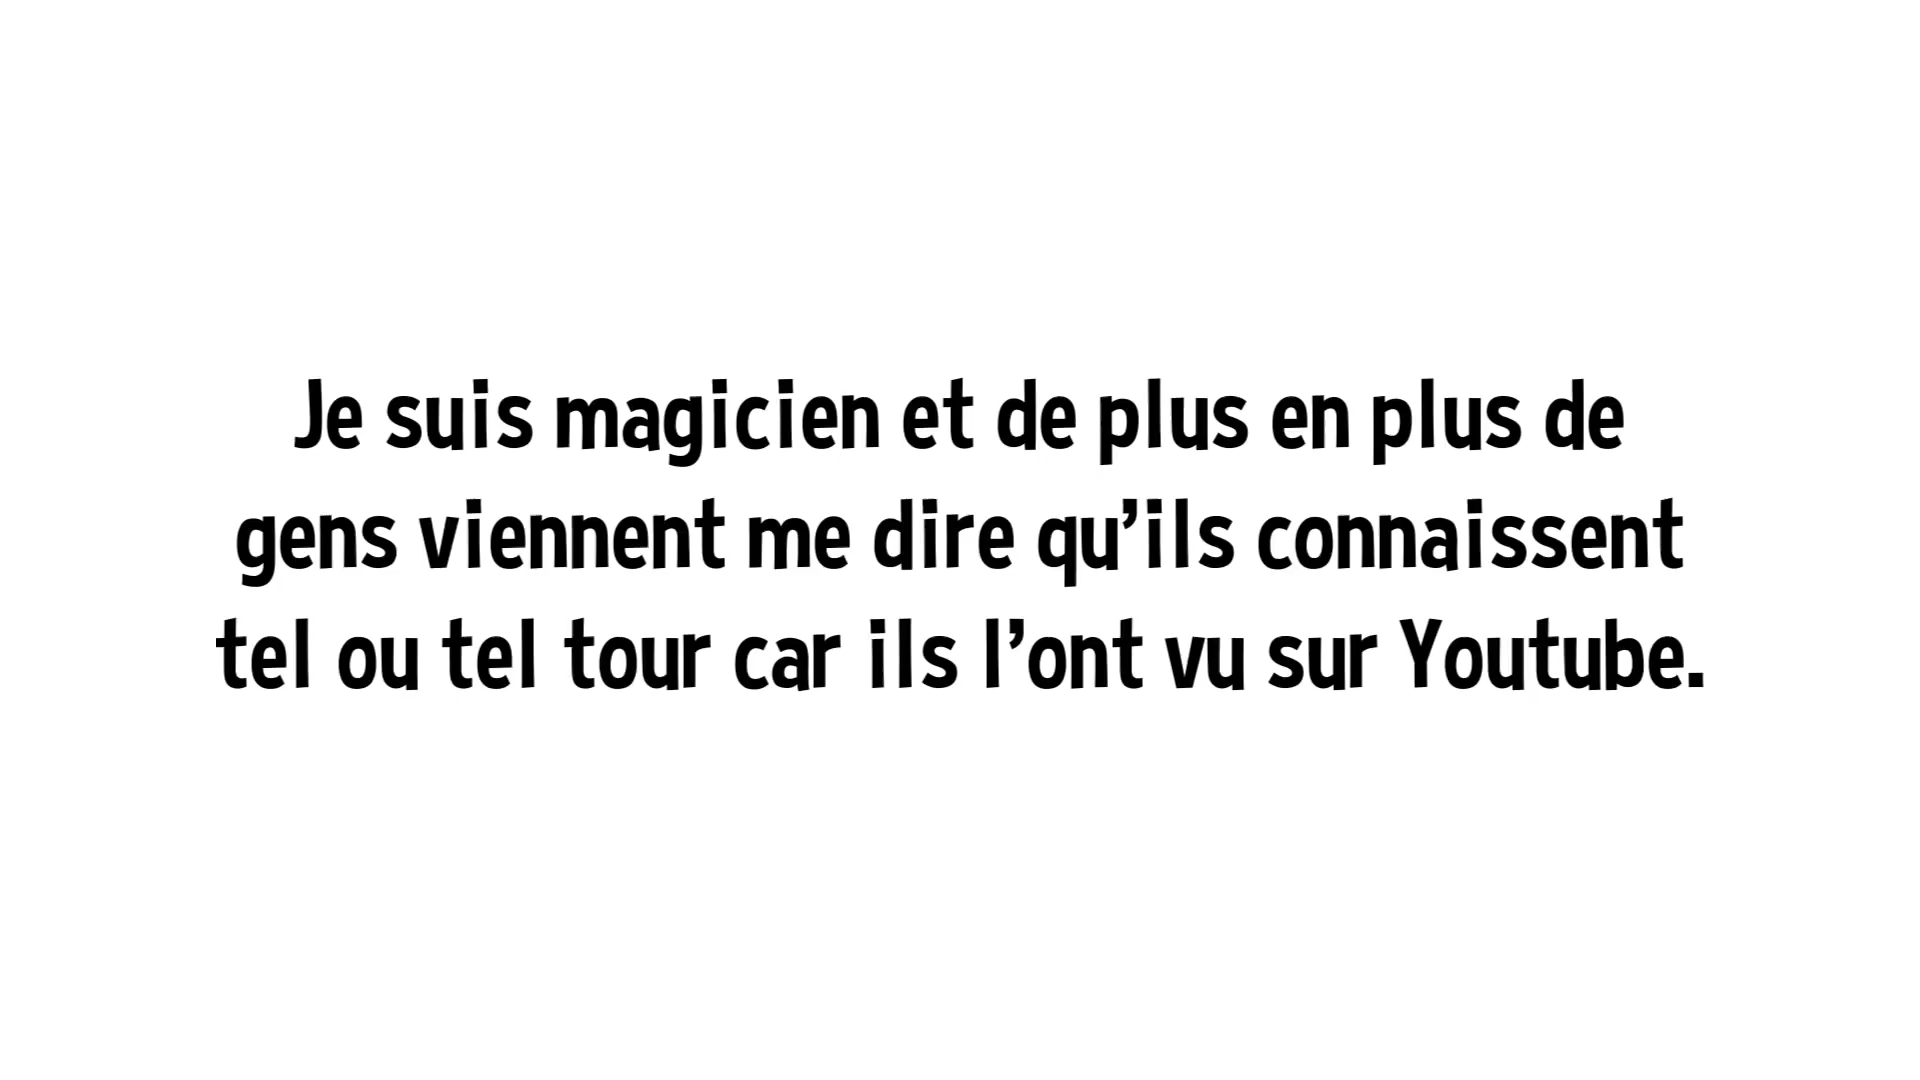 Je suis magicien et de plus en plus de
gens viennent me dire qu’ils connaissent
tel ou tel tour car ils l’ont vu sur Youtube.